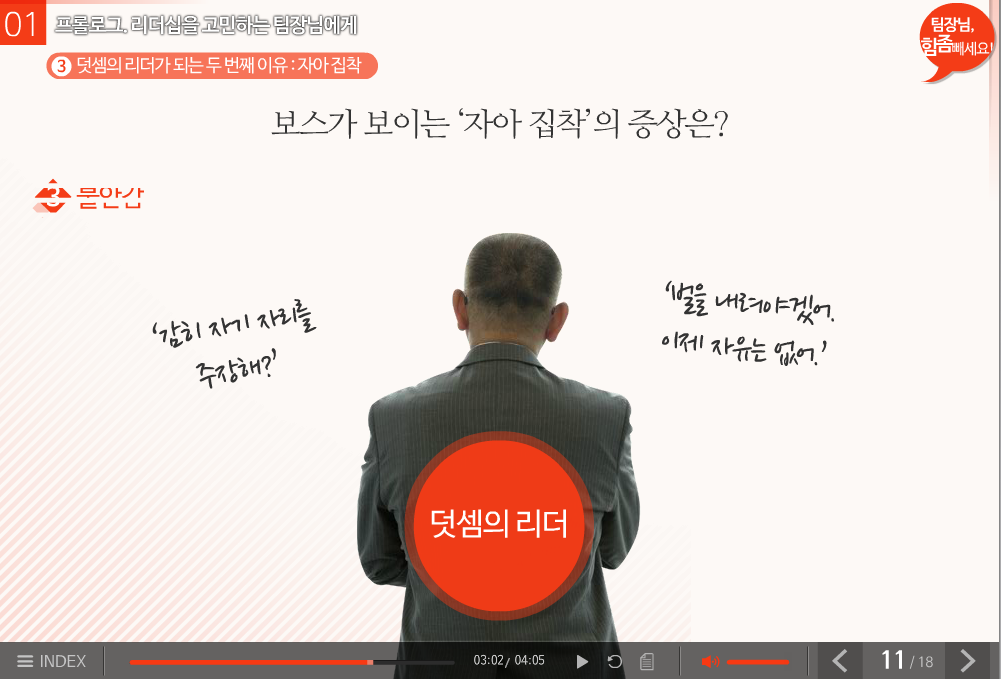 01
프롤로그. 리더십을 고민하는 팀장님에게
팀장님,
힘좀빼세요!
3 덧셈의 리더가 되는 두 번째 이유 : 자아 집착
보스가 보이는 ‘자아 집착’의 증상은?
3 불안감
‘감히 자기 자리를
주장해?’
‘벌을 내려야겠어.
이제 자유는 없어.’
덧셈의 리더
INDEX
03:02/ 04:05
11 / 18